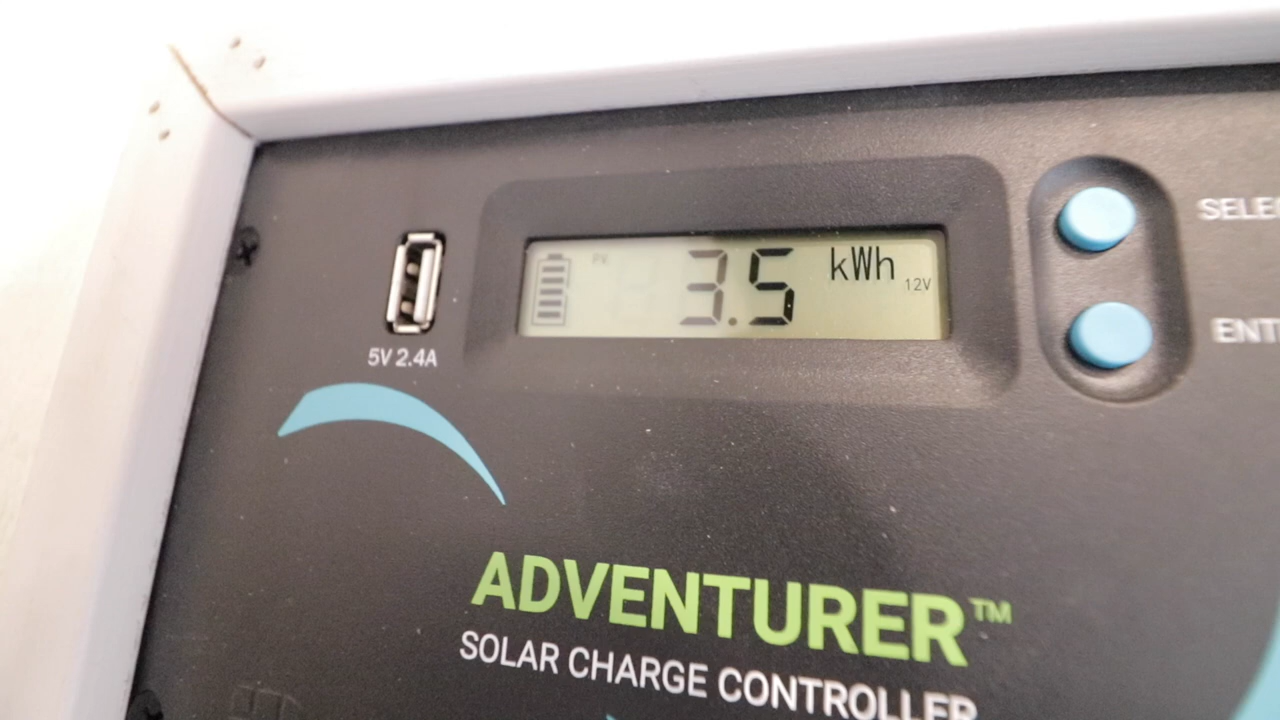 PV 3.5 kWh 12V
SELE
ENT
5V 2.4A
ADVENTURER™
SOLAR CHARGE CONTROLLER